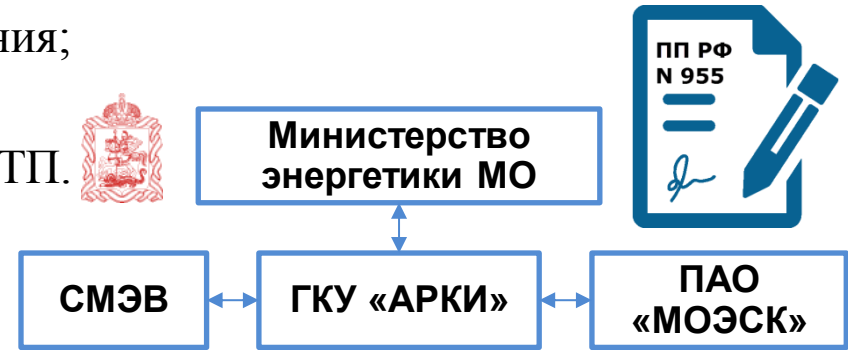 ния;
ТП.
Министерство
энергетики МО
ПП РФ
N 955
СМЭВ
ГКУ «АРКИ»
ПАО
«МОЭСК»